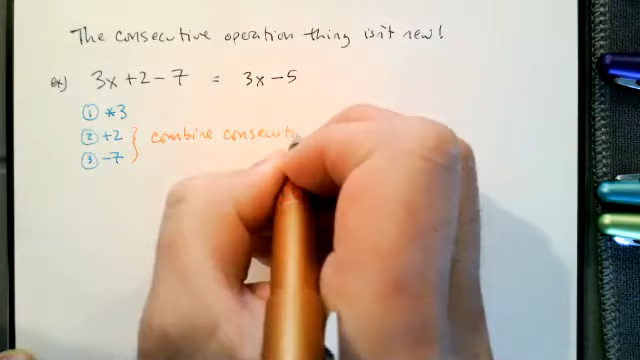 The consecutive operation thing isn't new!
ex) 3x + 2 - 7 = 3x - 5
① *3
② +2 } combine consecuti
③ -7